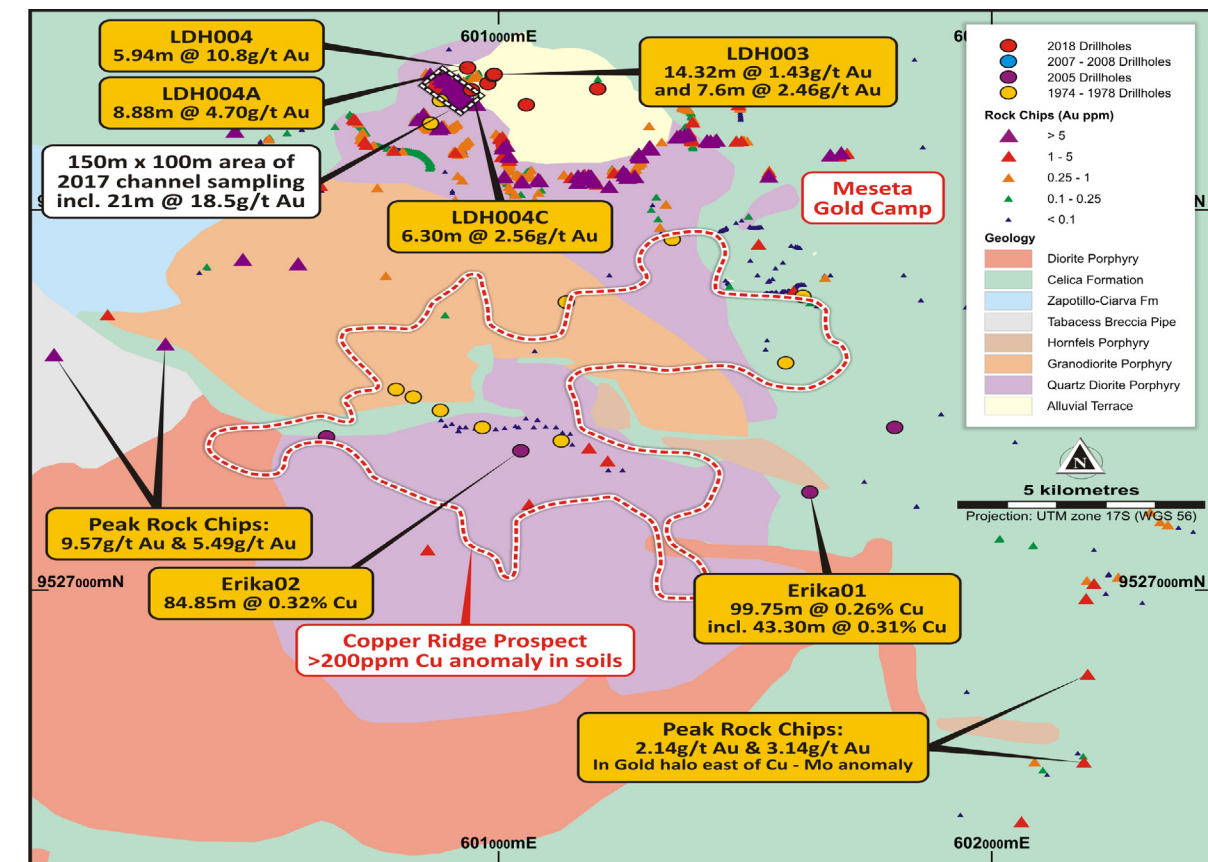 601000mE
60
LDH004
5.94m @ 10.8g/t Au
LDH003
14.32m @ 1.43g/t Au
and 7.6m @ 2.46g/t Au
LDH004A
8.88m @ 4.70g/t Au
150m x 100m area of
2017 channel sampling
incl. 21m @ 18.5g/t Au
LDH004C
6.30m @ 2.56g/t Au
Meseta
Gold Camp
9
N
2018 Drillholes
2007 - 2008 Drillholes
2005 Drillholes
1974 - 1978 Drillholes
Rock Chips (Au ppm)
> 5
1 - 5
0.25 - 1
0.1 - 0.25
< 0.1
Geology
Diorite Porphyry
Celica Formation
Zapotillo-Ciarva Fm
Tabacess Breccia Pipe
Hornfels Porphyry
Granodiorite Porphyry
Quartz Diorite Porphyry
Alluvial Terrace
N
5 kilometres
Projection: UTM zone 17S (WGS 56)
Peak Rock Chips:
9.57g/t Au & 5.49g/t Au
9527000mN
9527000mN
Erika02
84.85m @ 0.32% Cu
Erika01
99.75m @ 0.26% Cu
incl. 43.30m @ 0.31% Cu
Copper Ridge Prospect
>200ppm Cu anomaly in soils
Peak Rock Chips:
2.14g/t Au & 3.14g/t Au
In Gold halo east of Cu - Mo anomaly
601000mE
602000mE